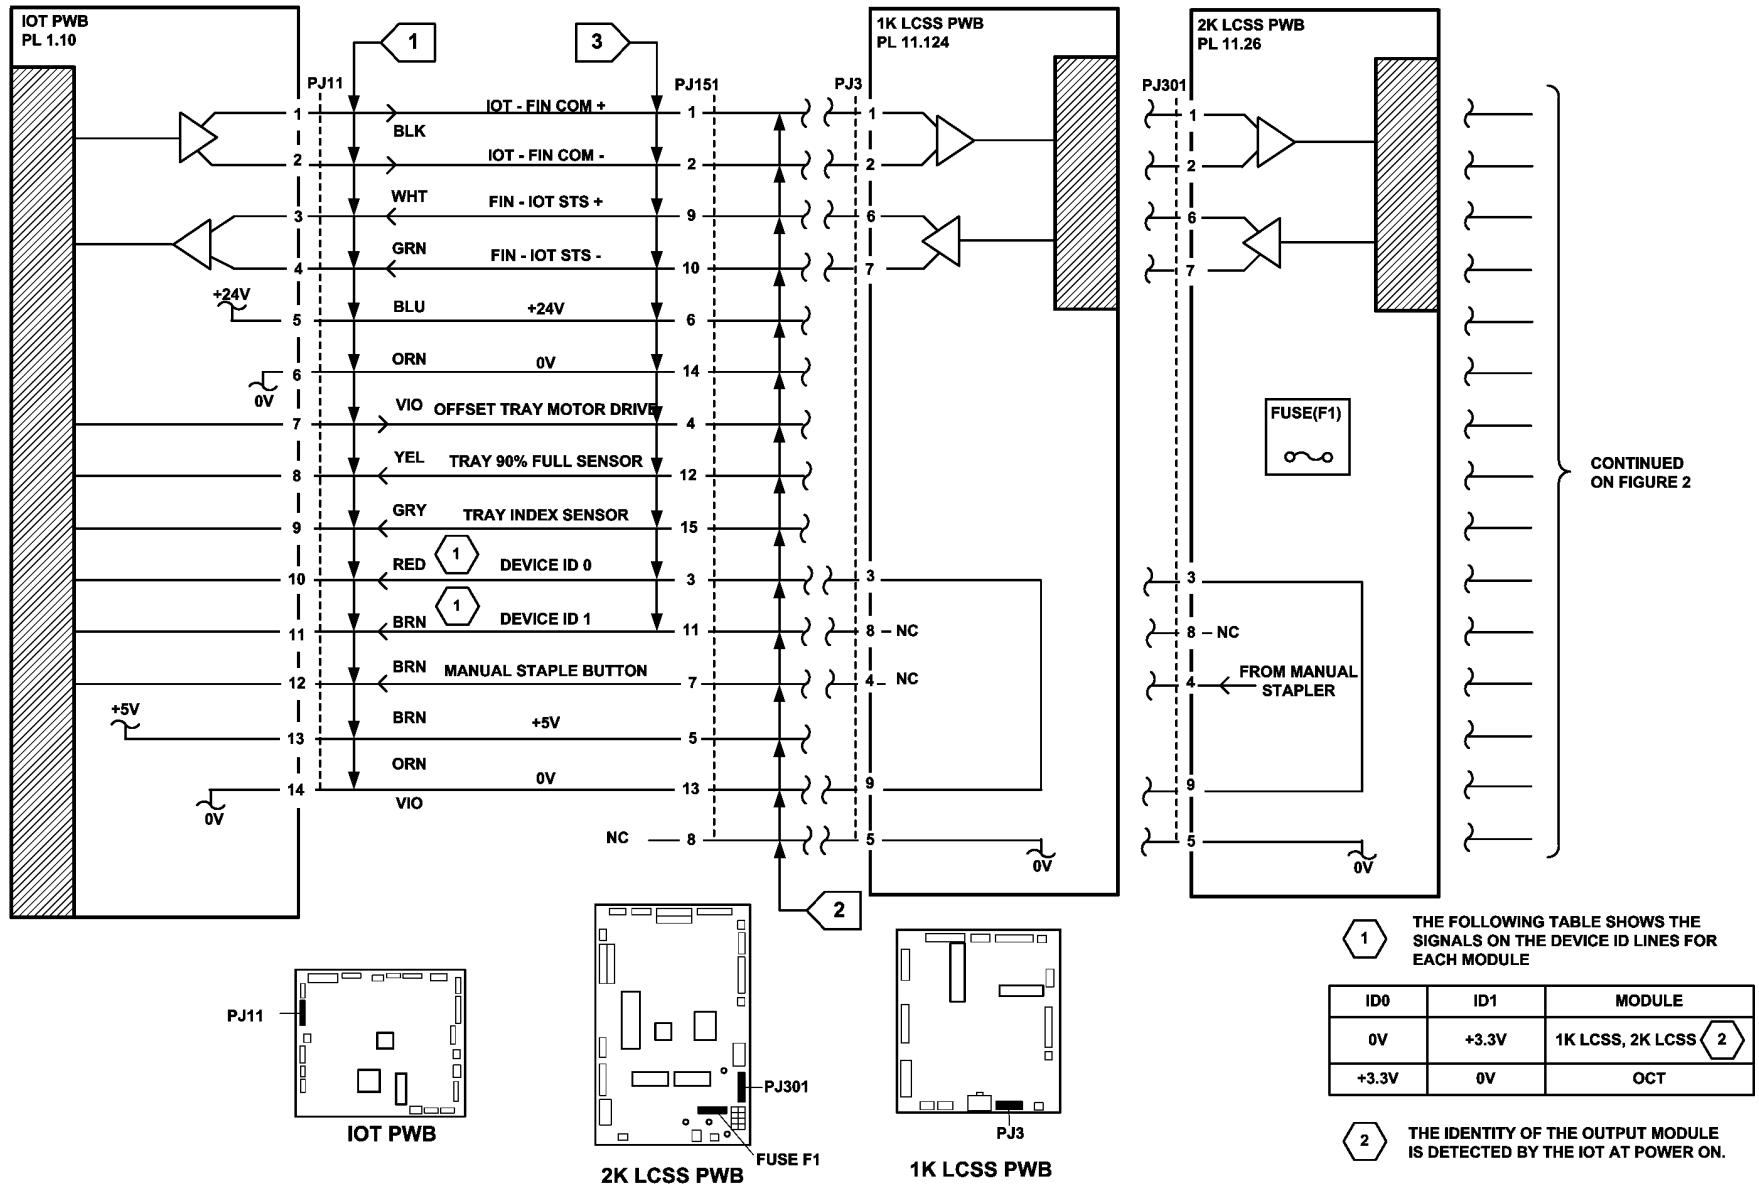 IOT PWB
PL 1.10
1
3
1K LCSS PWB
PL 11.124
2K LCSS PWB
PL 11.26
PJ11
PJ151
PJ3
PJ301
1 IOT - FIN COM + 1 1 1
BLK
2 IOT - FIN COM - 2 2 2
WHT
3 FIN - IOT STS + 9 6 6
GRN
4 FIN - IOT STS - 10 7 7
+24V
BLU
5 +24V 6
ORN
6 0V 14
0V
VIO
7 OFFSET TRAY MOTOR DRIVE 4
FUSE(F1)
YEL
8 TRAY 90% FULL SENSOR 12
CONTINUED
ON FIGURE 2
GRY
9 TRAY INDEX SENSOR 15
RED 1
10 DEVICE ID 0 3 3 3
BRN 1
11 DEVICE ID 1 11 8 NC 8 NC
BRN
12 MANUAL STAPLE BUTTON 7 4 NC 4
FROM MANUAL
STAPLER
+5V
BRN
13 +5V 5
ORN
14 0V 13 9 9
0V
VIO
NC 8 5 0V 5 0V
2
1 THE FOLLOWING TABLE SHOWS THE
SIGNALS ON THE DEVICE ID LINES FOR
EACH MODULE
ID0 ID1 MODULE
0V +3.3V 1K LCSS, 2K LCSS 2
+3.3V 0V OCT
2 THE IDENTITY OF THE OUTPUT MODULE
IS DETECTED BY THE IOT AT POWER ON.
PJ11
IOT PWB
PJ301
FUSE F1
2K LCSS PWB
PJ3
1K LCSS PWB